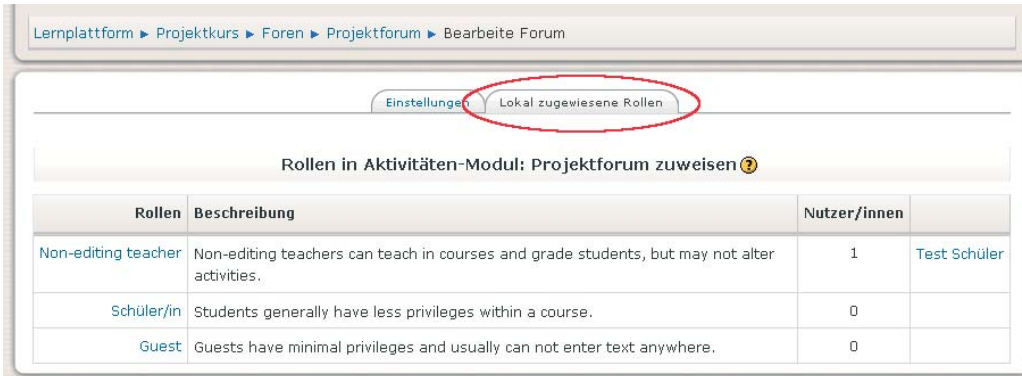 Lernplattform ► Projektkurs ► Foren ► Projektforum ► Bearbeite Forum
Einstellungen Lokal zugewiesene Rollen
Rollen in Aktivitäten-Modul: Projektforum zuweisen ?
Rollen Beschreibung Nutzer/innen
Non-editing teacher Non-editing teachers can teach in courses and grade students, but may not alter 1 Test Schüler
activities.
Schüler/in Students generally have less privileges within a course. 0
Guest Guests have minimal privileges and usually can not enter text anywhere. 0